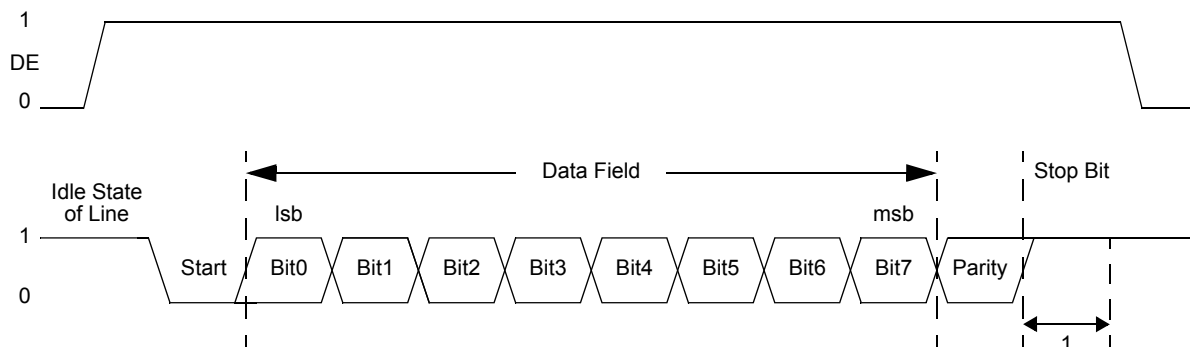 1
DE
0
Data Field
Stop Bit
Idle State
of Line
lsb
msb
1
Start
Bit0
Bit1
Bit2
Bit3
Bit4
Bit5
Bit6
Bit7
Parity
0
1